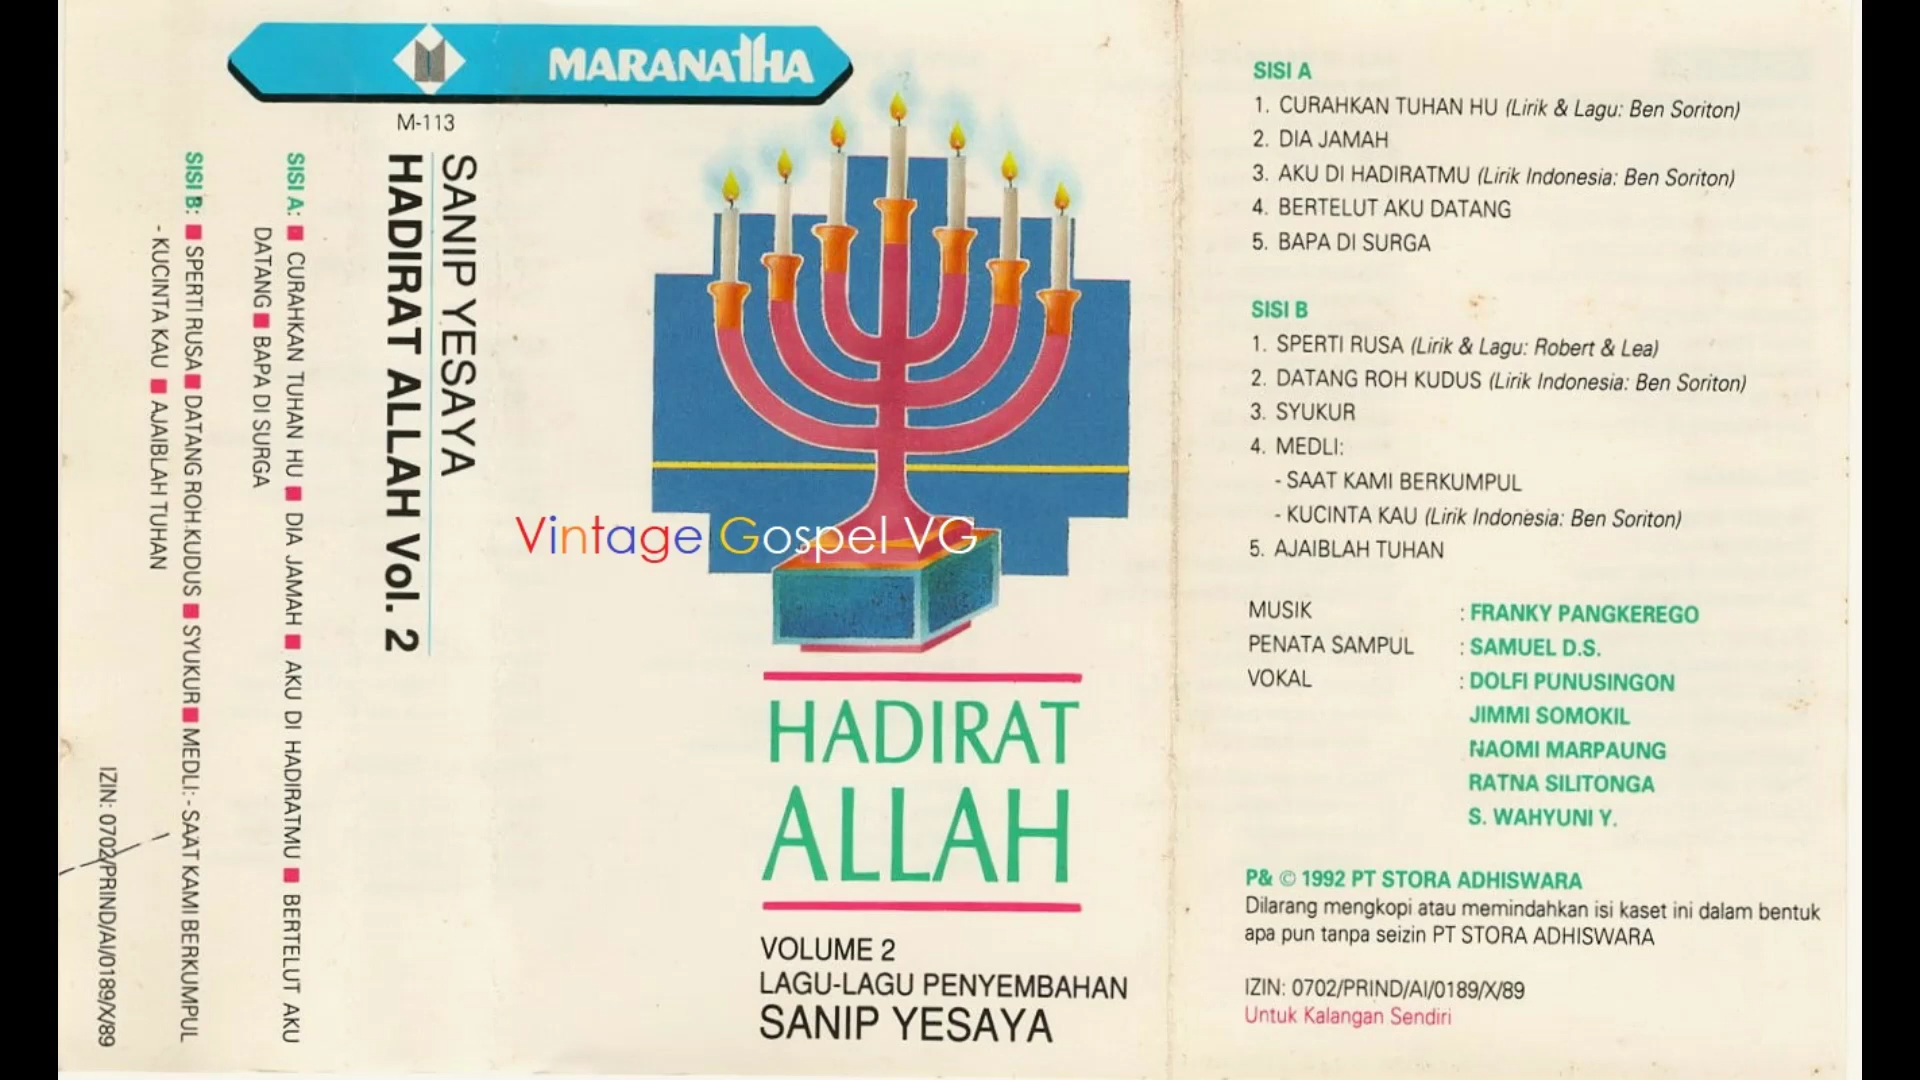 MARANATHA
M-113
SANIP YESAYA
HADIRAT ALLAH Vol. 2
SISI A: ■ CURAHKAN TUHAN HU ■ DIA JAMAH ■ AKU DI HADIRATMU ■ BERTELUT AKU
DATANG ■ BAPA DI SURGA
SISI B: ■ SPERTI RUSA ■ DATANG ROH.KUDUS ■ SYUKUR ■ MEDLI: - SAAT KAMI BERKUMPUL
- KUCINTA KAU ■ AJAIBLAH TUHAN
IZIN: 0702/PRIND/AI/0189/X/89
Vintage Gospel VG
HADIRAT
ALLAH
VOLUME 2
LAGU-LAGU PENYEMBAHAN
SANIP YESAYA
SISI A
1. CURAHKAN TUHAN HU (Lirik & Lagu: Ben Soriton)
2. DIA JAMAH
3. AKU DI HADIRATMU (Lirik Indonesia: Ben Soriton)
4. BERTELUT AKU DATANG
5. BAPA DI SURGA
SISI B
1. SPERTI RUSA (Lirik & Lagu: Robert & Lea)
2. DATANG ROH KUDUS (Lirik Indonesia: Ben Soriton)
3. SYUKUR
4. MEDLI:
- SAAT KAMI BERKUMPUL
- KUCINTA KAU (Lirik Indonesia: Ben Soriton)
5. AJAIBLAH TUHAN
MUSIK : FRANKY PANGKEREGO
PENATA SAMPUL : SAMUEL D.S.
VOKAL : DOLFI PUNUSINGON
JIMMI SOMOKIL
NAOMI MARPAUNG
RATNA SILITONGA
S. WAHYUNI Y.
P& © 1992 PT STORA ADHISWARA
Dilarang mengkopi atau memindahkan isi kaset ini dalam bentuk
apa pun tanpa seizin PT STORA ADHISWARA
IZIN: 0702/PRIND/AI/0189/X/89
Untuk Kalangan Sendiri